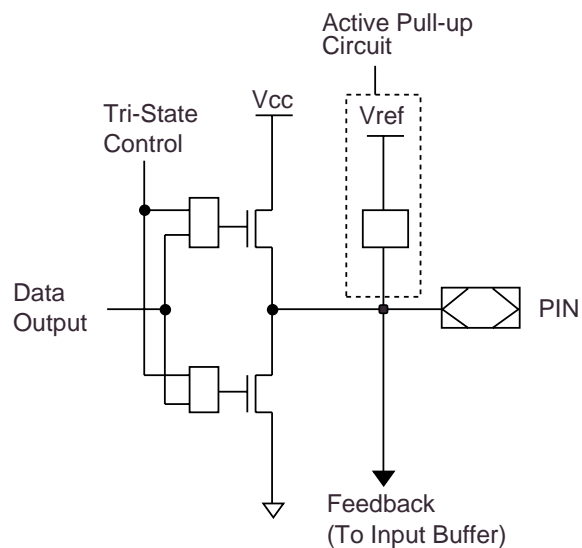 Active Pull-up
Circuit
Vcc
Vref
Tri-State
Control
Data
Output
PIN
Feedback
(To Input Buffer)